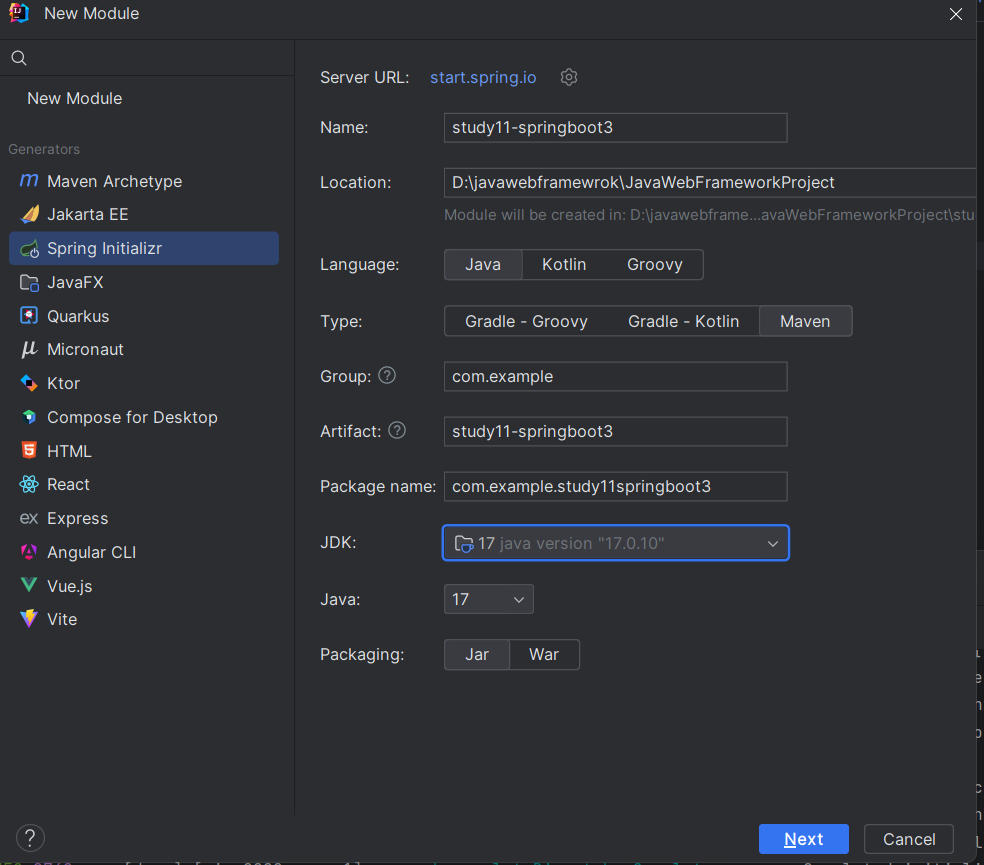 New Module
New Module
Generators
Maven Archetype
Jakarta EE
Spring Initializr
JavaFX
Quarkus
Micronaut
Ktor
Compose for Desktop
HTML
React
Express
Angular CLI
Vue.js
Vite
Server URL: start.spring.io
Name: study11-springboot3
Location: D:\javawebframewrok\JavaWebFrameworkProject
Module will be created in: D:\javawebframe...avaWebFrameworkProject\stu
Language: Java Kotlin Groovy
Type: Gradle - Groovy Gradle - Kotlin Maven
Group: com.example
Artifact: study11-springboot3
Package name: com.example.study11springboot3
JDK: 17 java version "17.0.10"
Java: 17
Packaging: Jar War
Next Cancel